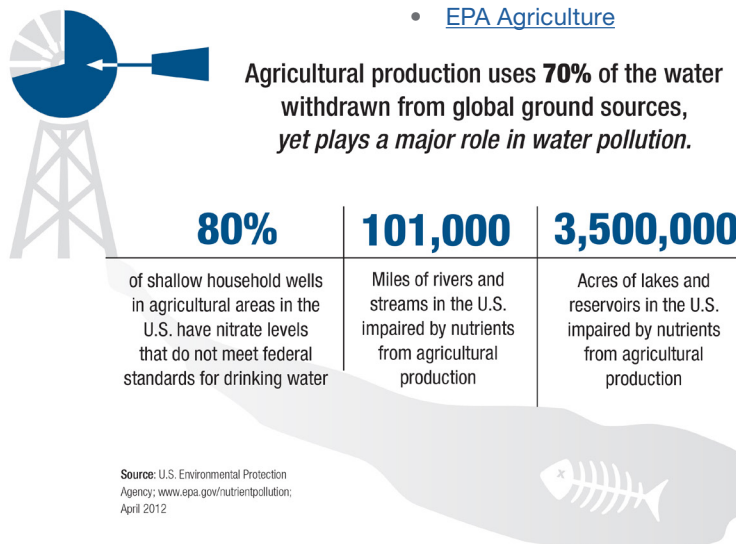 • EPA Agriculture
Agricultural production uses 70% of the water
withdrawn from global ground sources,
yet plays a major role in water pollution.
80%
of shallow household wells
in agricultural areas in the
U.S. have nitrate levels
that do not meet federal
standards for drinking water
101,000
Miles of rivers and
streams in the U.S.
impaired by nutrients
from agricultural
production
3,500,000
Acres of lakes and
reservoirs in the U.S.
impaired by nutrients
from agricultural
production
Source: U.S. Environmental Protection
Agency; www.epa.gov/nutrientpollution;
April 2012